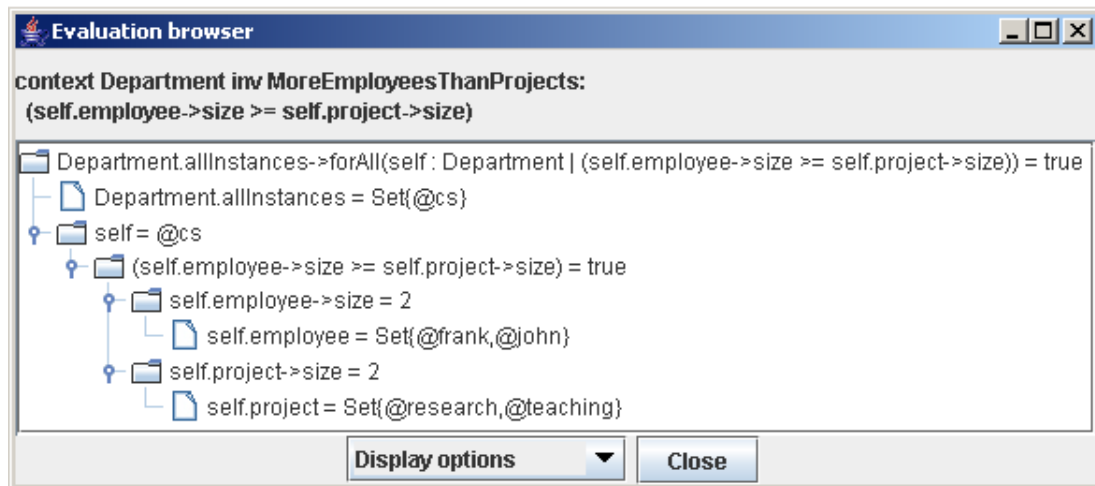 Evaluation browser
context Department inv MoreEmployeesThanProjects:
(self.employee->size >= self.project->size)
Department.allInstances->forAll(self : Department | (self.employee->size >= self.project->size)) = true
Department.allInstances = Set{@cs}
self = @cs
(self.employee->size >= self.project->size) = true
self.employee->size = 2
self.employee = Set{@frank,@john}
self.project->size = 2
self.project = Set{@research,@teaching}
Display options
Close